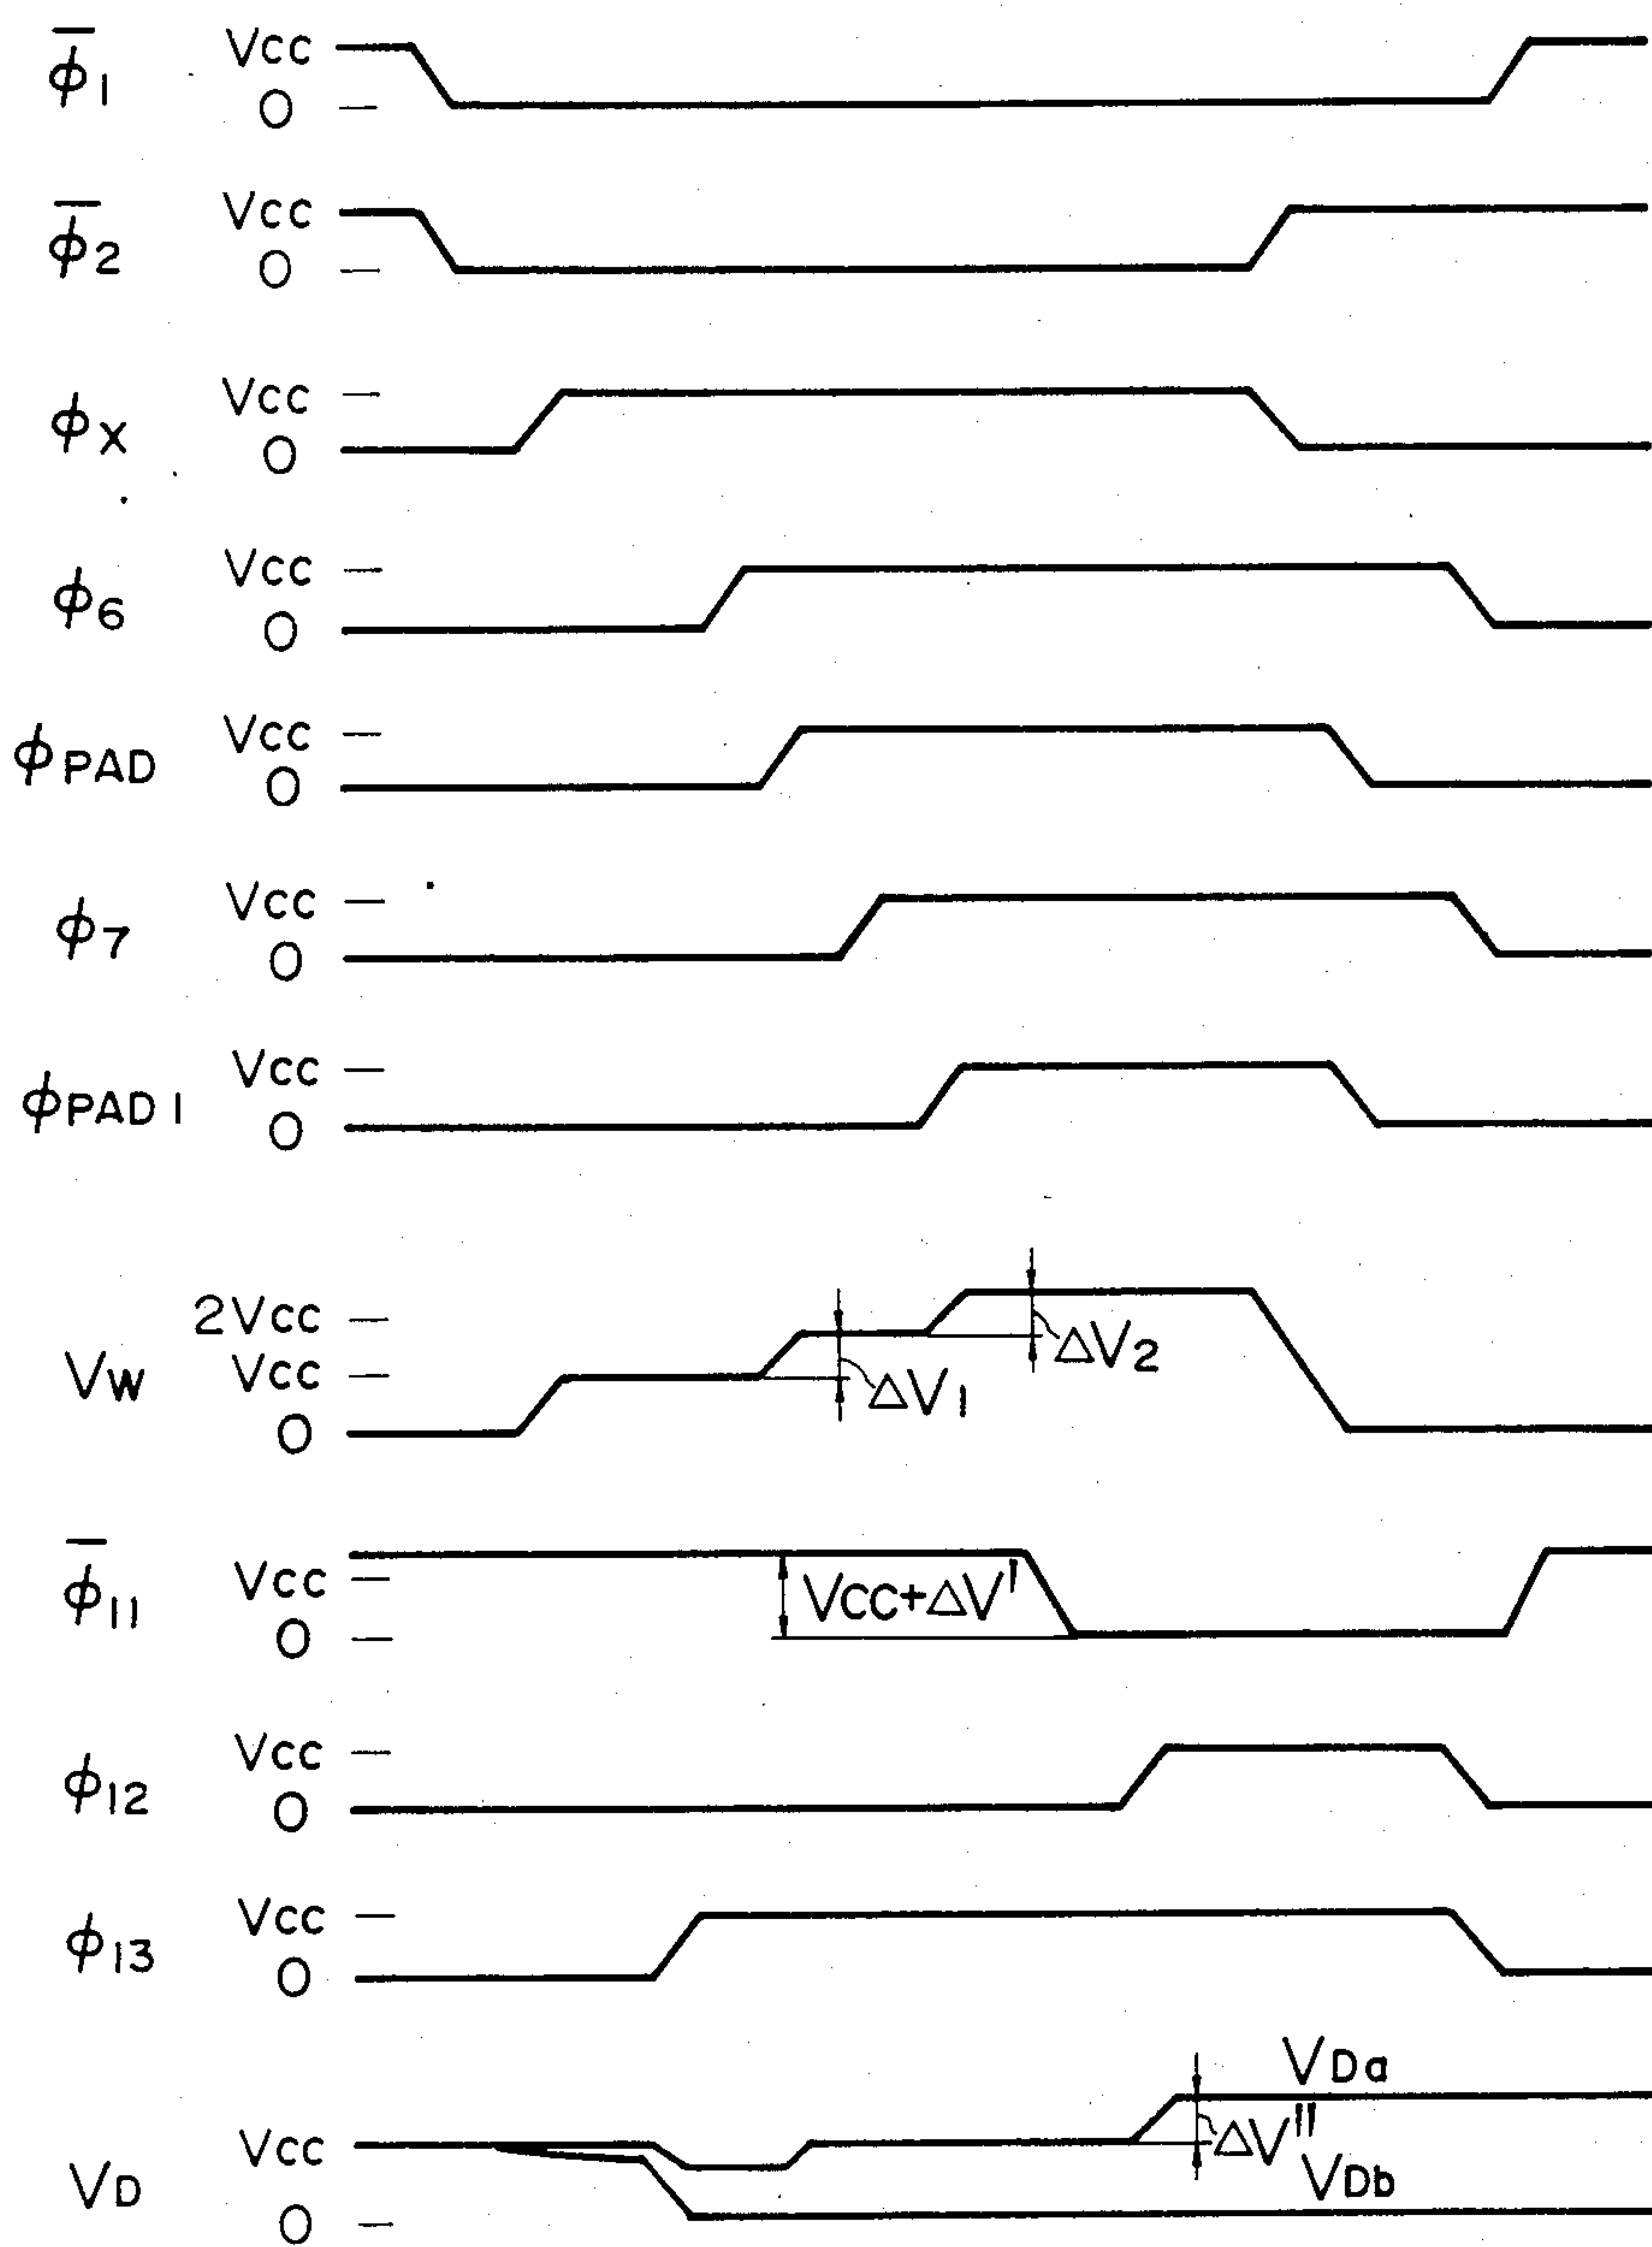 φ̅1 Vcc
0
φ̅2 Vcc
0
φX Vcc
0
φ6 Vcc
0
φPAD Vcc
0
φ7 Vcc
0
φPAD1 Vcc
0
2Vcc
ΔV2
VW Vcc
ΔV1
0
φ̅11 Vcc
Vcc+ΔV'
0
φ12 Vcc
0
φ13 Vcc
0
VDa
VD Vcc
ΔV''
VDb
0